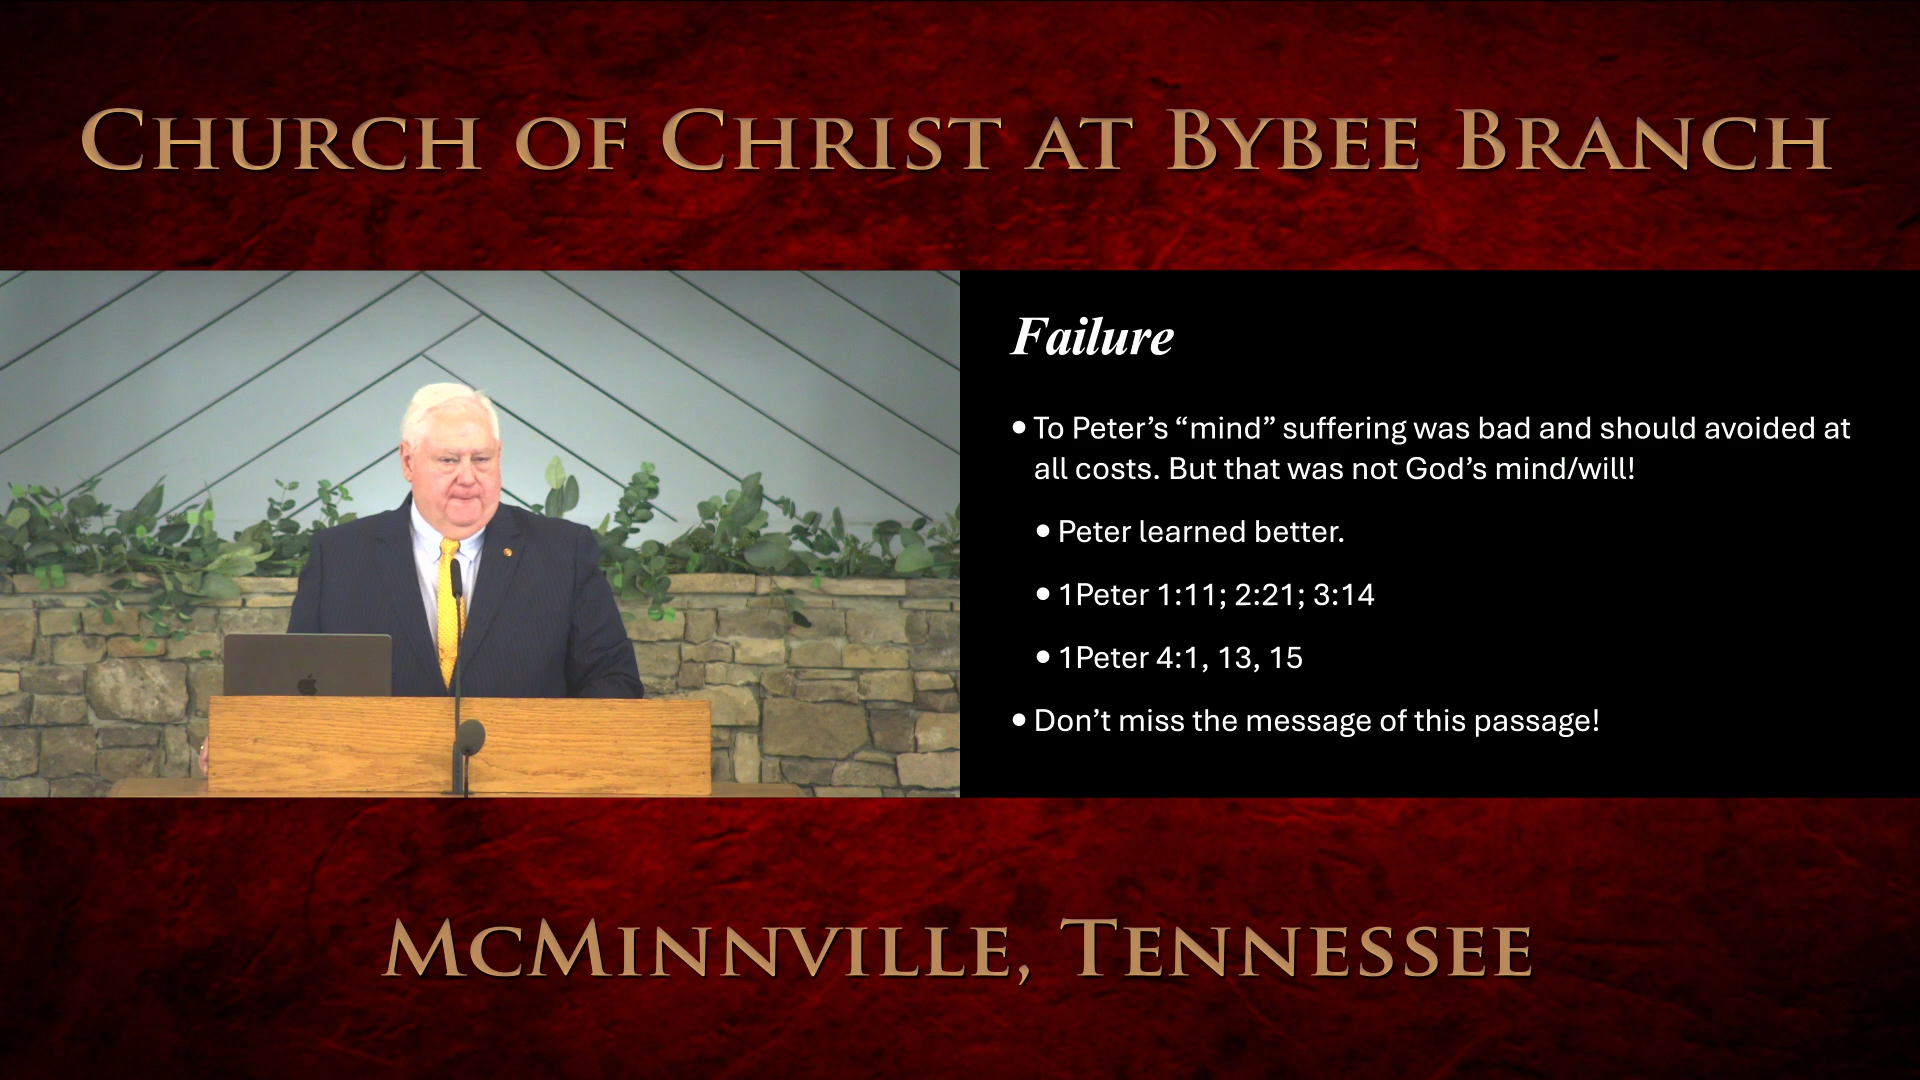 Church of Christ at Bybee Branch
Failure
• To Peter’s “mind” suffering was bad and should avoided at
all costs. But that was not God’s mind/will!
• Peter learned better.
• 1Peter 1:11; 2:21; 3:14
• 1Peter 4:1, 13, 15
• Don’t miss the message of this passage!
McMinnville, Tennessee